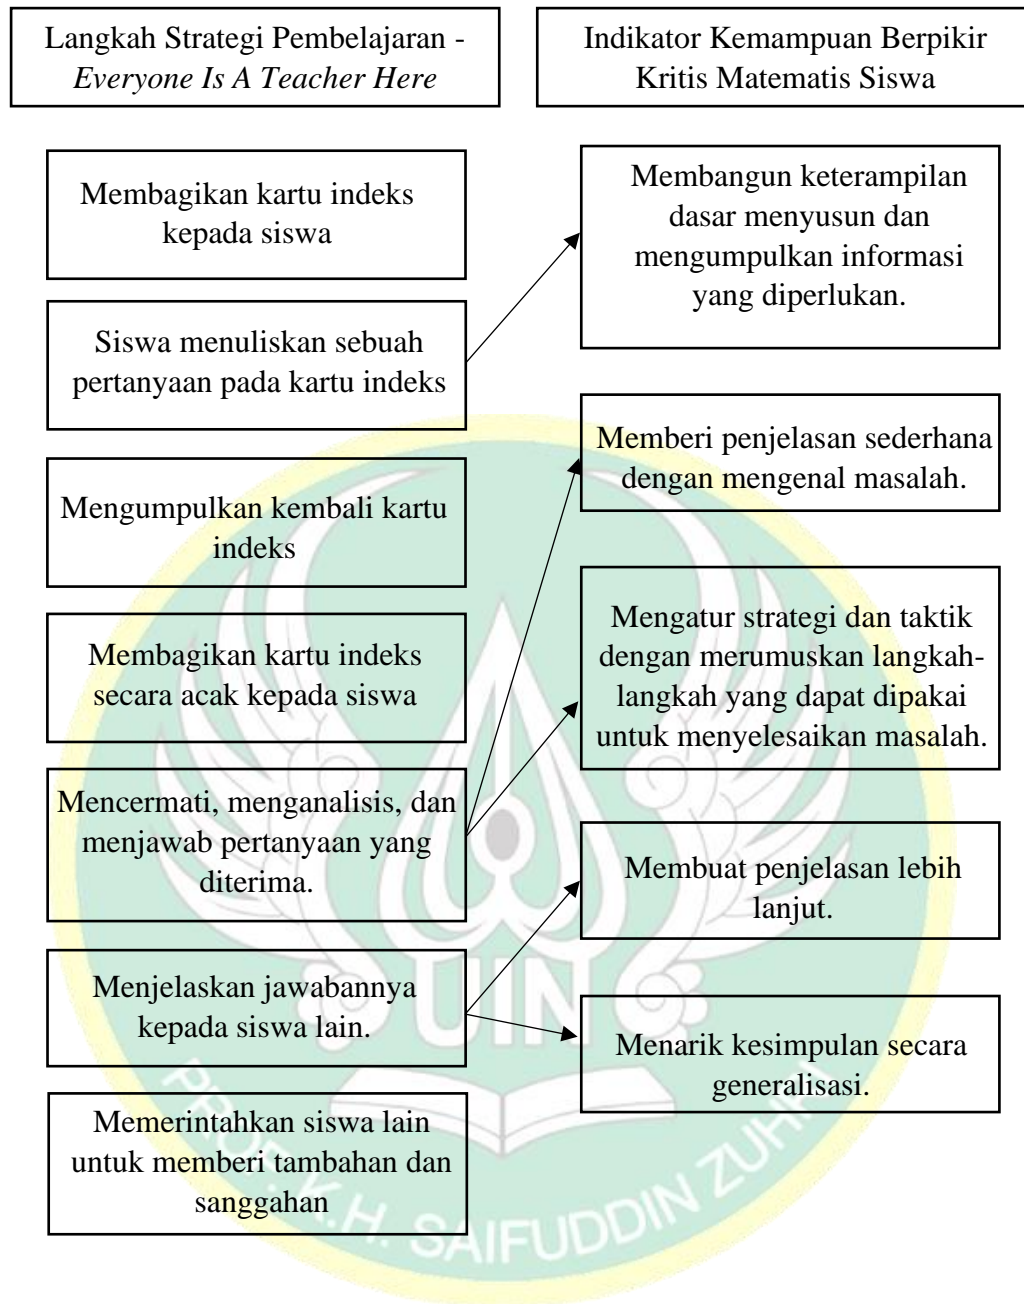 Langkah Strategi Pembelajaran -
Everyone Is A Teacher Here
Indikator Kemampuan Berpikir
Kritis Matematis Siswa
Membagikan kartu indeks
kepada siswa
Siswa menuliskan sebuah
pertanyaan pada kartu indeks
Mengumpulkan kembali kartu
indeks
Membagikan kartu indeks
secara acak kepada siswa
Mencermati, menganalisis, dan
menjawab pertanyaan yang
diterima.
Menjelaskan jawabannya
kepada siswa lain.
Memerintahkan siswa lain
untuk memberi tambahan dan
sanggahan
Membangun keterampilan
dasar menyusun dan
mengumpulkan informasi
yang diperlukan.
Memberi penjelasan sederhana
dengan mengenal masalah.
Mengatur strategi dan taktik
dengan merumuskan langkah-
langkah yang dapat dipakai
untuk menyelesaikan masalah.
Membuat penjelasan lebih
lanjut.
Menarik kesimpulan secara
generalisasi.
UIN
PROF. K.H. SAIFUDDIN ZUHRI